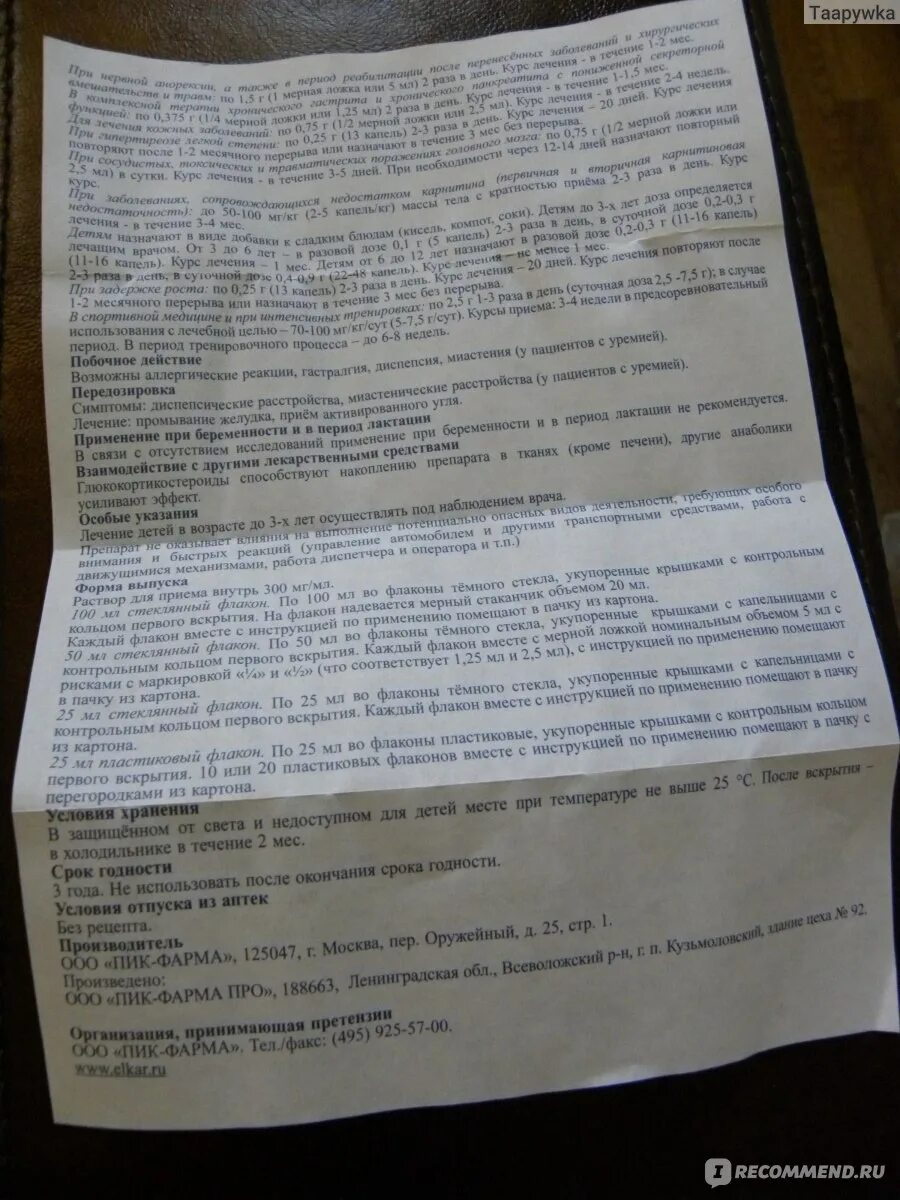 Таарywka
При нервной анорексии, а также в период реабилитации после перенесённых заболеваний и хирургических
вмешательств и травм: по 1,5 г (1 мерная ложка или 5 мл) 2 раза в день. Курс лечения - в течение 1-2 мес.
В комплексной терапии хронического гастрита и хронического панкреатита с пониженной секреторной
функцией: по 0,375 г (1/4 мерной ложки или 1,25 мл) 2 раза в день. Курс лечения - в течение 1-1,5 мес.
Для лечения кожных заболеваний: по 0,75 г (1/2 мерной ложки или 2,5 мл). Курс лечения - в течение 2-4 недель.
При гипертиреозе легкой степени: по 0,25 г (13 капель) 2-3 раза в день. Курс лечения – 20 дней. Курс лечения
повторяют после 1-2 месячного перерыва или назначают в течение 3 мес без перерыва.
При сосудистых, токсических и травматических поражениях головного мозга: по 0,75 г (1/2 мерной ложки или
2,5 мл) в сутки. Курс лечения - в течение 3-5 дней. При необходимости через 12-14 дней назначают повторный
курс.
При заболеваниях, сопровождающихся недостатком карнитина (первичная и вторичная карнитиновая
недостаточность): до 50-100 мг/кг (2-5 капель/кг) массы тела с кратностью приёма 2-3 раза в день. Курс
лечения - в течение 3-4 мес.
Детям назначают в виде добавки к сладким блюдам (кисель, компот, соки). Детям до 3-х лет доза определяется
лечащим врачом. От 3 до 6 лет – в разовой дозе 0,1 г (5 капель) 2-3 раза в день, в суточной дозе 0,2-0,3 г
(11-16 капель). Курс лечения – 1 мес. Детям от 6 до 12 лет назначают в разовой дозе 0,2-0,3 г (11-16 капель)
2-3 раза в день, в суточной дозе 0,4-0,9 г (22-48 капель). Курс лечения – не менее 1 мес.
При задержке роста: по 0,25 г (13 капель) 2-3 раза в день. Курс лечения – 20 дней. Курс лечения повторяют после
1-2 месячного перерыва или назначают в течение 3 мес без перерыва.
В спортивной медицине и при интенсивных тренировках: по 2,5 г 1-3 раза в день (суточная доза 2,5 -7,5 г); в случае
использования с лечебной целью – 70-100 мг/кг/сут (5-7,5 г/сут). Курсы приема: 3-4 недели в предсоревновательный
период. В период тренировочного процесса – до 6-8 недель.
Побочное действие
Возможны аллергические реакции, гастралгия, диспепсия, миастения (у пациентов с уремией).
Передозировка
Симптомы: диспепсические расстройства, миастенические расстройства (у пациентов с уремией).
Лечение: промывание желудка, приём активированного угля.
Применение при беременности и в период лактации
В связи с отсутствием исследований применение при беременности и в период лактации не рекомендуется.
Взаимодействие с другими лекарственными средствами
Глюкокортикостероиды способствуют накоплению препарата в тканях (кроме печени), другие анаболики
усиливают эффект.
Особые указания
Лечение детей в возрасте до 3-х лет осуществлять под наблюдением врача.
Препарат не оказывает влияния на выполнение потенциально опасных видов деятельности, требующих особого
внимания и быстрых реакций (управление автомобилем и другими транспортными средствами, работа с
движущимися механизмами, работа диспетчера и оператора и т.п.)
Форма выпуска
Раствор для приема внутрь 300 мг/мл.
100 мл стеклянный флакон. По 100 мл во флаконы тёмного стекла, укупоренные крышками с контрольным
кольцом первого вскрытия. На флакон надевается мерный стаканчик объемом 20 мл.
Каждый флакон вместе с инструкцией по применению помещают в пачку из картона.
50 мл стеклянный флакон. По 50 мл во флаконы тёмного стекла, укупоренные крышками с капельницами с
контрольным кольцом первого вскрытия. Каждый флакон вместе с мерной ложкой номинальным объемом 5 мл с
рисками с маркировкой «¼» и «½» (что соответствует 1,25 мл и 2,5 мл), с инструкцией по применению помещают
в пачку из картона.
25 мл стеклянный флакон. По 25 мл во флаконы тёмного стекла, укупоренные крышками с капельницами с
контрольным кольцом первого вскрытия. Каждый флакон вместе с инструкцией по применению помещают в пачку
из картона.
25 мл пластиковый флакон. По 25 мл во флаконы пластиковые, укупоренные крышками с контрольным кольцом
первого вскрытия. 10 или 20 пластиковых флаконов вместе с инструкцией по применению помещают в пачку с
перегородками из картона.
Условия хранения
В защищённом от света и недоступном для детей месте при температуре не выше 25 °С. После вскрытия –
в холодильнике в течение 2 мес.
Срок годности
3 года. Не использовать после окончания срока годности.
Условия отпуска из аптек
Без рецепта.
Производитель
ООО «ПИК-ФАРМА», 125047, г. Москва, пер. Оружейный, д. 25, стр. 1.
Произведено:
ООО «ПИК-ФАРМА ПРО», 188663, Ленинградская обл., Всеволожский р-н, г. п. Кузьмоловский, здание цеха № 92.
Организация, принимающая претензии
ООО «ПИК-ФАРМА». Тел./факс: (495) 925-57-00.
www.elkar.ru
I RECOMMEND.RU